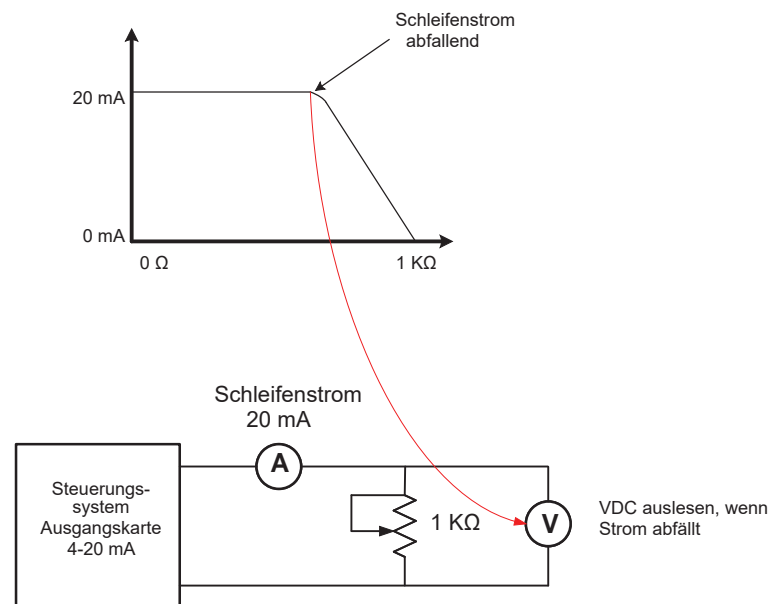 Schleifenstrom
abfallend
20 mA
0 mA
0 Ω
1 KΩ
Schleifenstrom
20 mA
A
Steuerungs-
system
Ausgangskarte
4-20 mA
1 KΩ
V
VDC auslesen, wenn
Strom abfällt